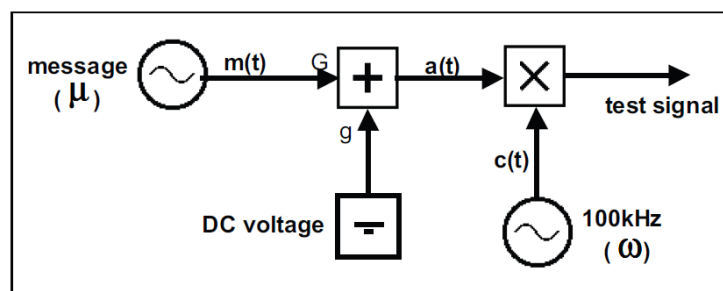 message
( μ )
m(t)
G
+
a(t)
×
test signal
g
c(t)
DC voltage
100kHz
( ω )